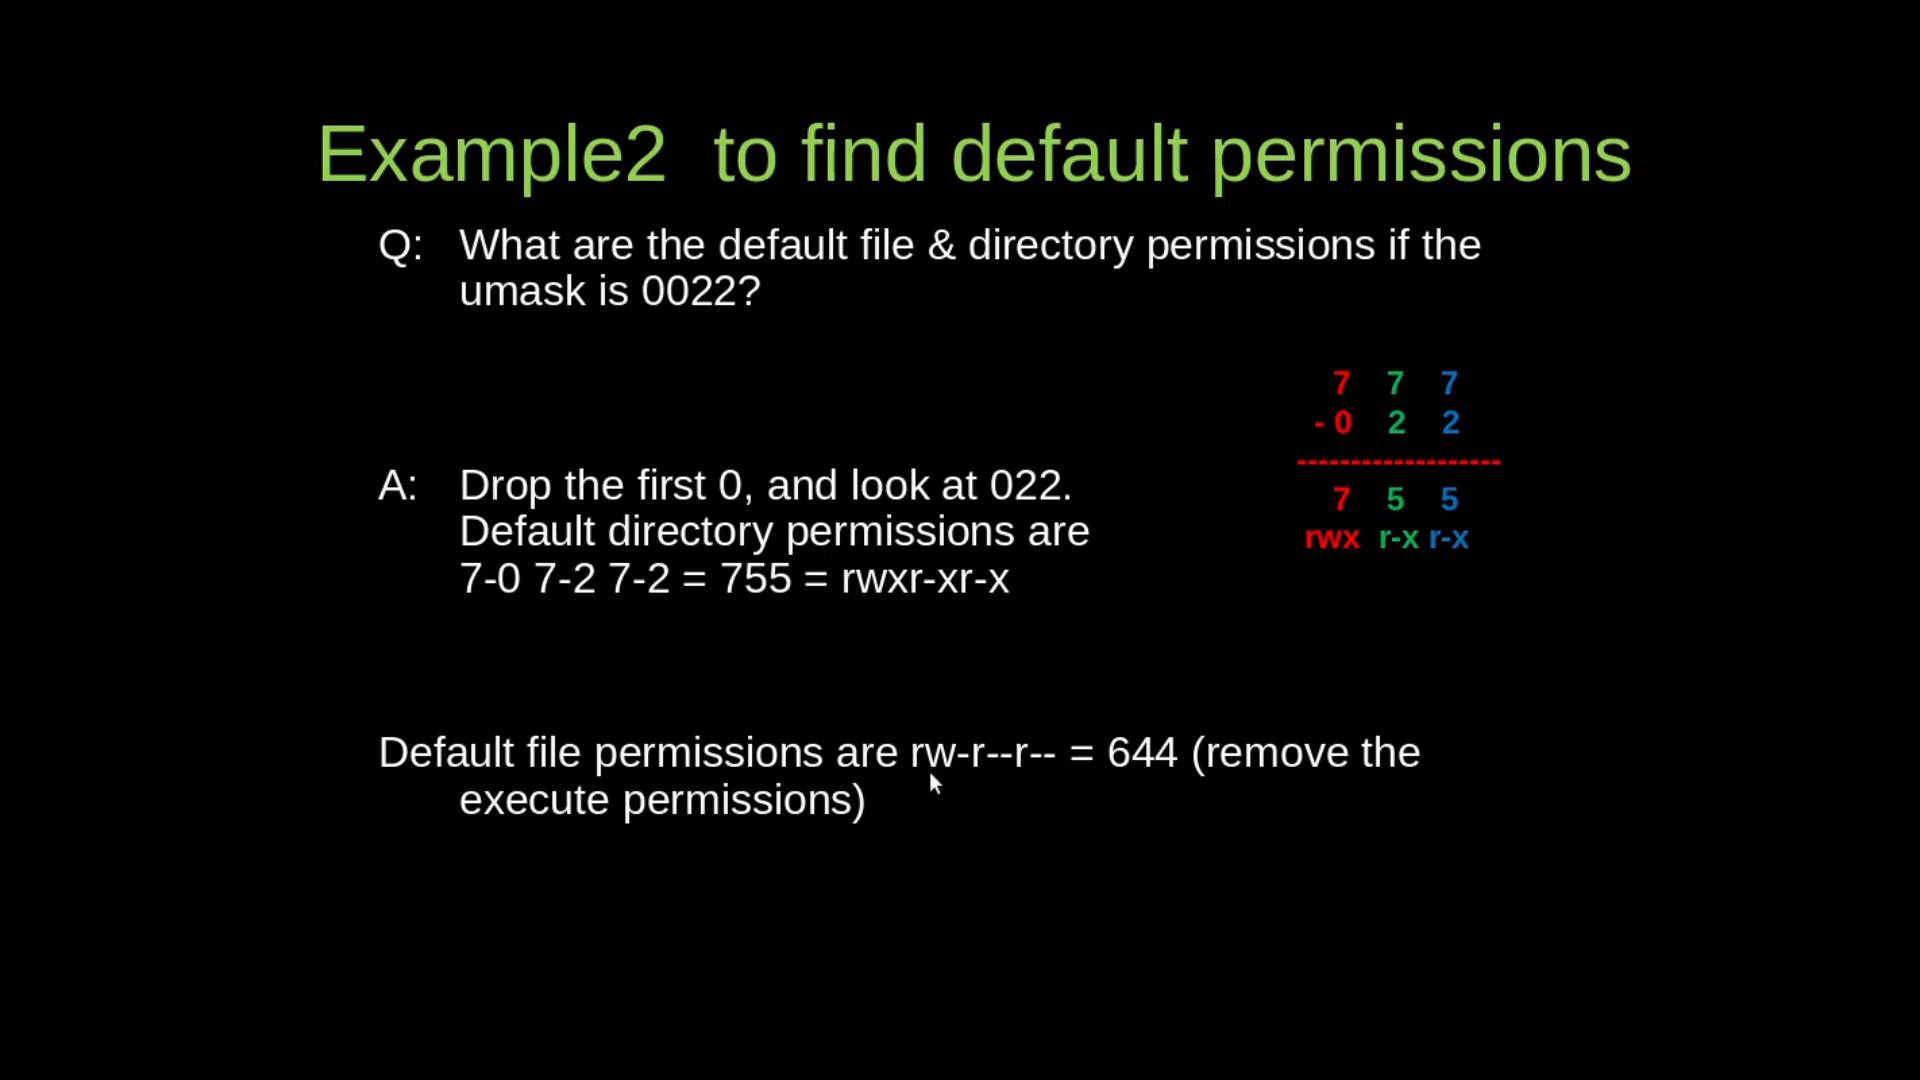 Example2  to find default permissions
Q: What are the default file & directory permissions if the
umask is 0022?
7 7 7
- 0 2 2
-------------------
7 5 5
rwx r-x r-x
A: Drop the first 0, and look at 022.
Default directory permissions are
7-0 7-2 7-2 = 755 = rwxr-xr-x
Default file permissions are rw-r--r-- = 644 (remove the
execute permissions)